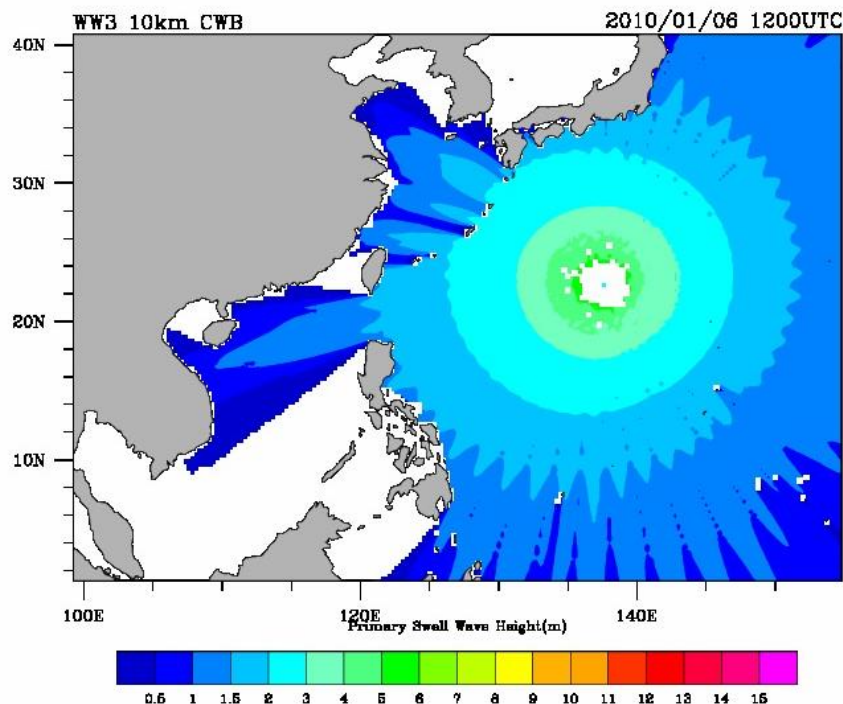 WW3 10km CWB 2010/01/06 1200UTC
40N
30N
20N
10N
100E 120E 140E
Primary Swell Wave Height(m)
0.5 1 1.5 2 3 4 5 6 7 8 9 10 11 12 13 14 15